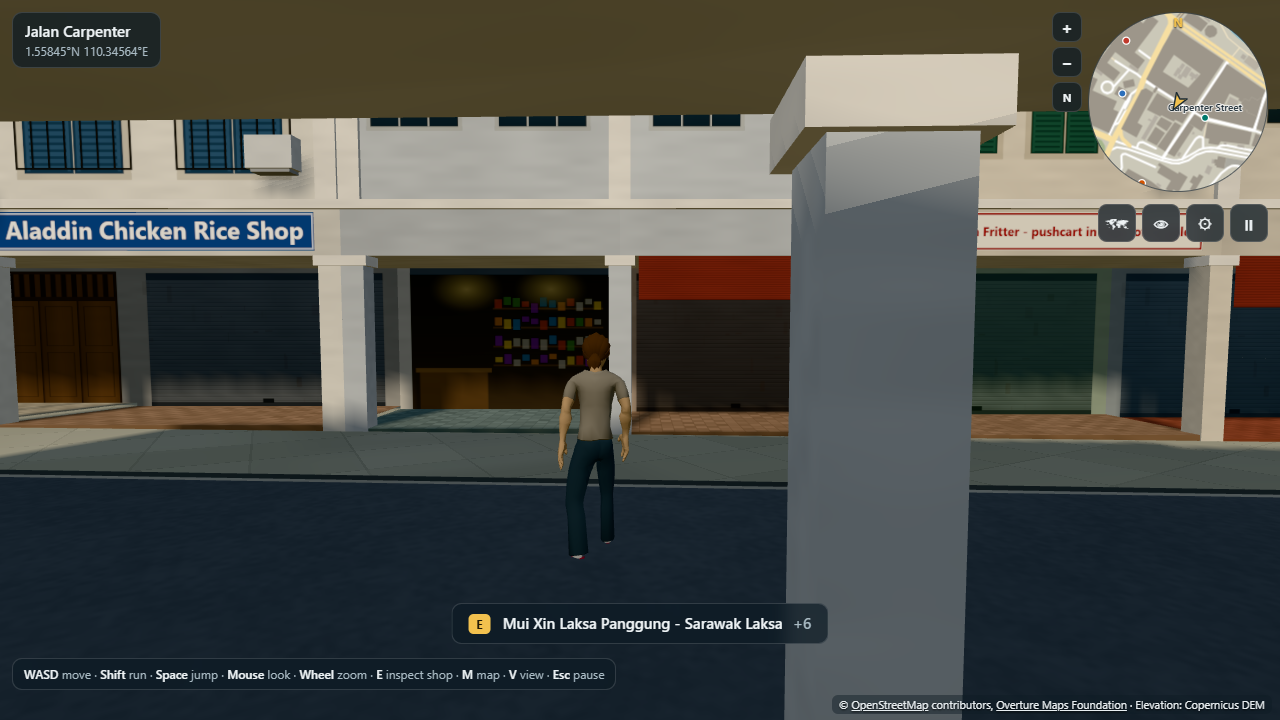 Jalan Carpenter
1.55845°N 110.34564°E
+
−
N
N
Carpenter Street
Aladdin Chicken Rice Shop
Fritter - pushcart in
E Mui Xin Laksa Panggung - Sarawak Laksa +6
WASD move · Shift run · Space jump · Mouse look · Wheel zoom · E inspect shop · M map · V view · Esc pause
© OpenStreetMap contributors, Overture Maps Foundation · Elevation: Copernicus DEM